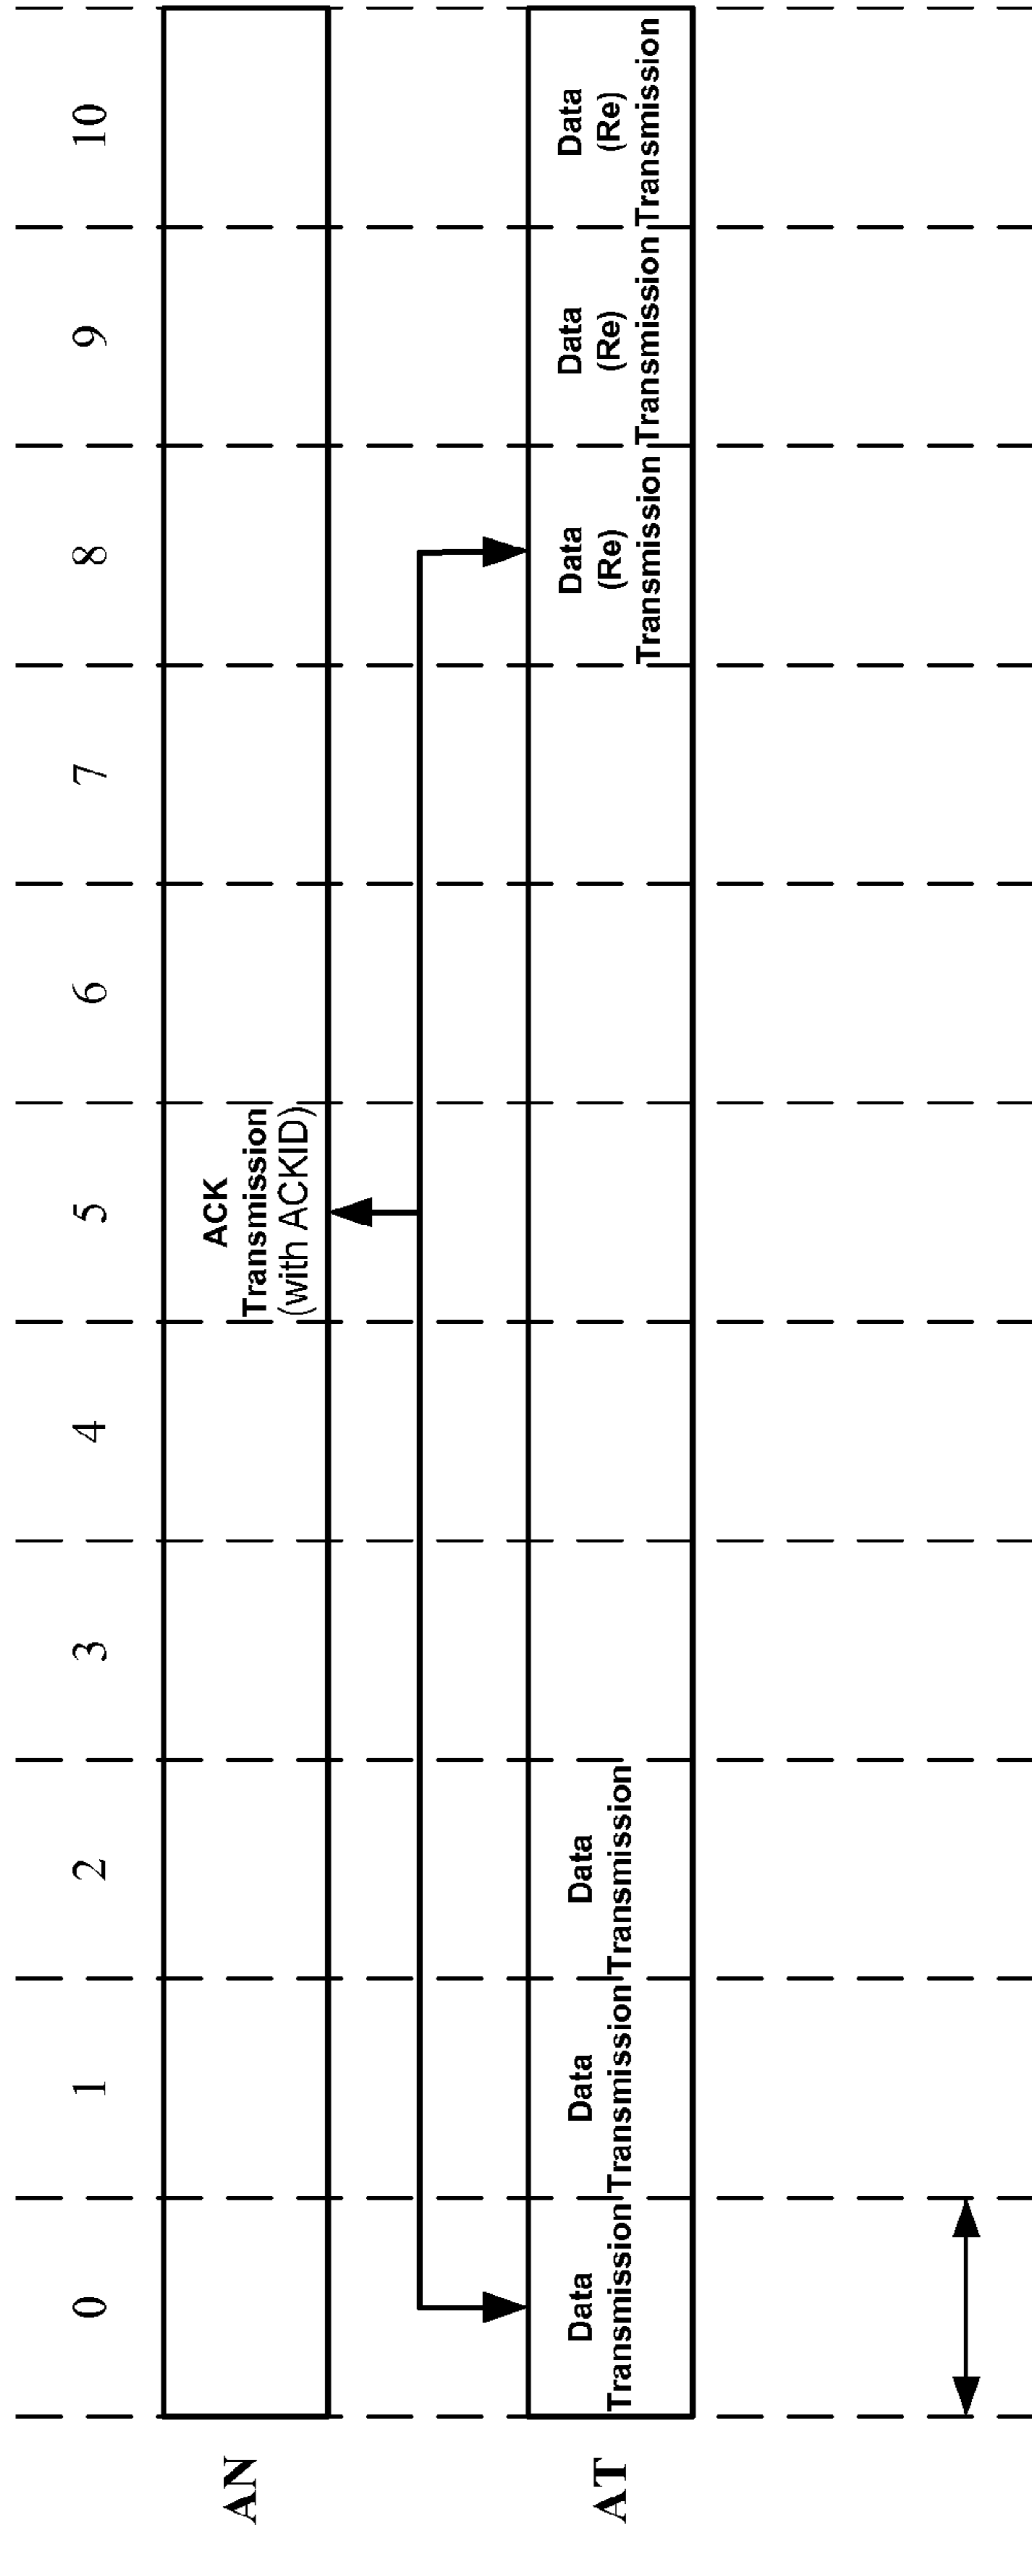 0 1 2 3 4 5 6 7 8 9 10
AN
ACK
Transmission
(with ACKID)
AT
Data
Transmission
Data
Transmission
Data
Transmission
Data
(Re)
Transmission
Data
(Re)
Transmission
Data
(Re)
Transmission